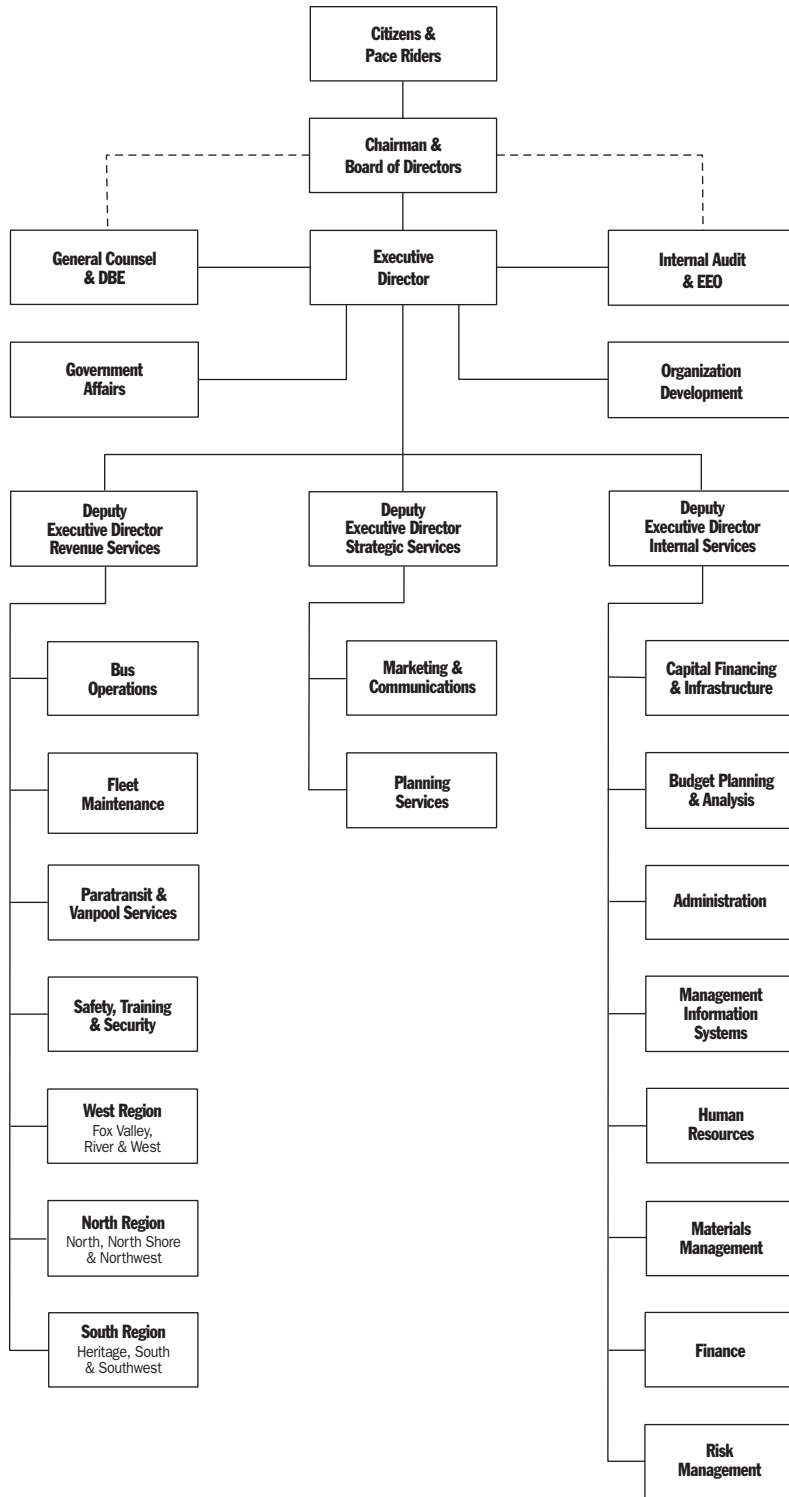 Citizens &
Pace Riders
Chairman &
Board of Directors
General Counsel
& DBE
Executive
Director
Internal Audit
& EEO
Government
Affairs
Organization
Development
Deputy
Executive Director
Revenue Services
Deputy
Executive Director
Strategic Services
Deputy
Executive Director
Internal Services
Bus
Operations
Fleet
Maintenance
Paratransit &
Vanpool Services
Safety, Training
& Security
West Region
Fox Valley,
River & West
North Region
North, North Shore
& Northwest
South Region
Heritage, South
& Southwest
Marketing &
Communications
Planning
Services
Capital Financing
& Infrastructure
Budget Planning
& Analysis
Administration
Management
Information
Systems
Human
Resources
Materials
Management
Finance
Risk
Management